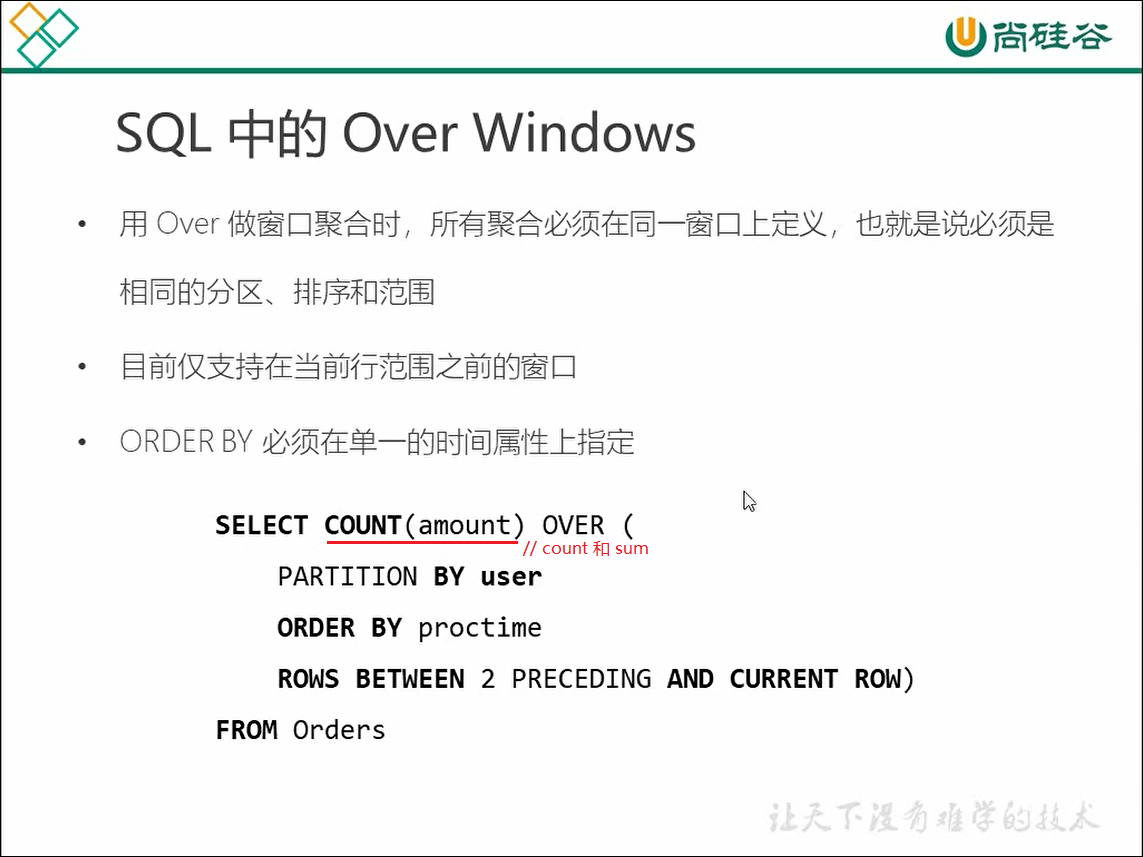 尚硅谷
SQL 中的 Over Windows
• 用 Over 做窗口聚合时，所有聚合必须在同一窗口上定义，也就是说必须是
相同的分区、排序和范围
• 目前仅支持在当前行范围之前的窗口
• ORDER BY 必须在单一的时间属性上指定
SELECT COUNT(amount) OVER (
// count 和 sum
PARTITION BY user
ORDER BY proctime
ROWS BETWEEN 2 PRECEDING AND CURRENT ROW)
FROM Orders
让天下没有难学的技术